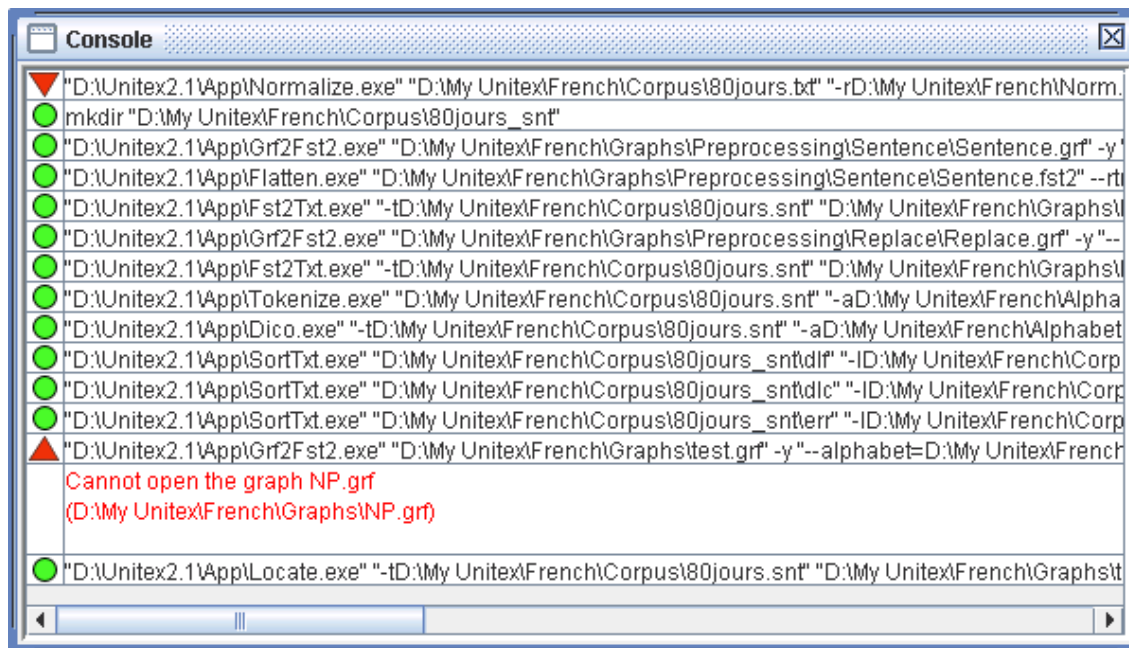 Console
"D:\Unitex2.1\App\Normalize.exe" "D:\My Unitex\French\Corpus\80jours.txt" "-rD:\My Unitex\French\Norm.
mkdir "D:\My Unitex\French\Corpus\80jours_snt"
"D:\Unitex2.1\App\Grf2Fst2.exe" "D:\My Unitex\French\Graphs\Preprocessing\Sentence\Sentence.grf" -y "
"D:\Unitex2.1\App\Flatten.exe" "D:\My Unitex\French\Graphs\Preprocessing\Sentence\Sentence.fst2" --rt
"D:\Unitex2.1\App\Fst2Txt.exe" "-tD:\My Unitex\French\Corpus\80jours.snt" "D:\My Unitex\French\Graphs\
"D:\Unitex2.1\App\Grf2Fst2.exe" "D:\My Unitex\French\Graphs\Preprocessing\Replace\Replace.grf" -y "--
"D:\Unitex2.1\App\Fst2Txt.exe" "-tD:\My Unitex\French\Corpus\80jours.snt" "D:\My Unitex\French\Graphs\
"D:\Unitex2.1\App\Tokenize.exe" "D:\My Unitex\French\Corpus\80jours.snt" "-aD:\My Unitex\French\Alpha
"D:\Unitex2.1\App\Dico.exe" "-tD:\My Unitex\French\Corpus\80jours.snt" "-aD:\My Unitex\French\Alphabet
"D:\Unitex2.1\App\SortTxt.exe" "D:\My Unitex\French\Corpus\80jours_snt\dlf" "-lD:\My Unitex\French\Corp
"D:\Unitex2.1\App\SortTxt.exe" "D:\My Unitex\French\Corpus\80jours_snt\dlc" "-lD:\My Unitex\French\Corp
"D:\Unitex2.1\App\SortTxt.exe" "D:\My Unitex\French\Corpus\80jours_snt\err" "-lD:\My Unitex\French\Corp
"D:\Unitex2.1\App\Grf2Fst2.exe" "D:\My Unitex\French\Graphs\test.grf" -y "--alphabet=D:\My Unitex\French
Cannot open the graph NP.grf
(D:\My Unitex\French\Graphs\NP.grf)
"D:\Unitex2.1\App\Locate.exe" "-tD:\My Unitex\French\Corpus\80jours.snt" "D:\My Unitex\French\Graphs\t